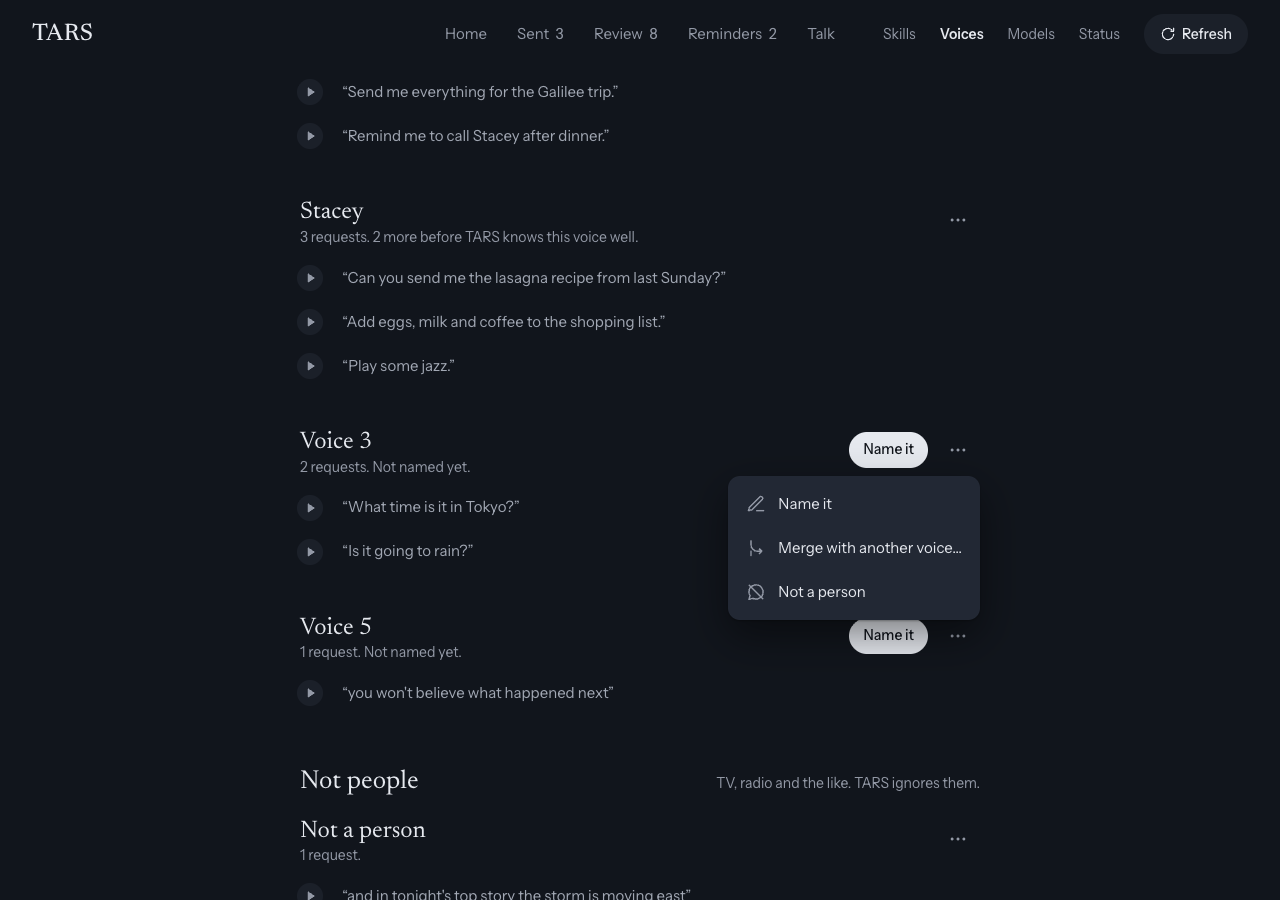 TARS Home Sent 3 Review 8 Reminders 2 Talk Skills Voices Models Status Refresh
“Send me everything for the Galilee trip.”
“Remind me to call Stacey after dinner.”
Stacey
3 requests. 2 more before TARS knows this voice well.
“Can you send me the lasagna recipe from last Sunday?”
“Add eggs, milk and coffee to the shopping list.”
“Play some jazz.”
Voice 3 Name it
2 requests. Not named yet.
“What time is it in Tokyo?” Name it
“Is it going to rain?” Merge with another voice...
Not a person
Voice 5 Name it
1 request. Not named yet.
“you won't believe what happened next”
Not people TV, radio and the like. TARS ignores them.
Not a person
1 request.
“and in tonight's top story the storm is moving east”